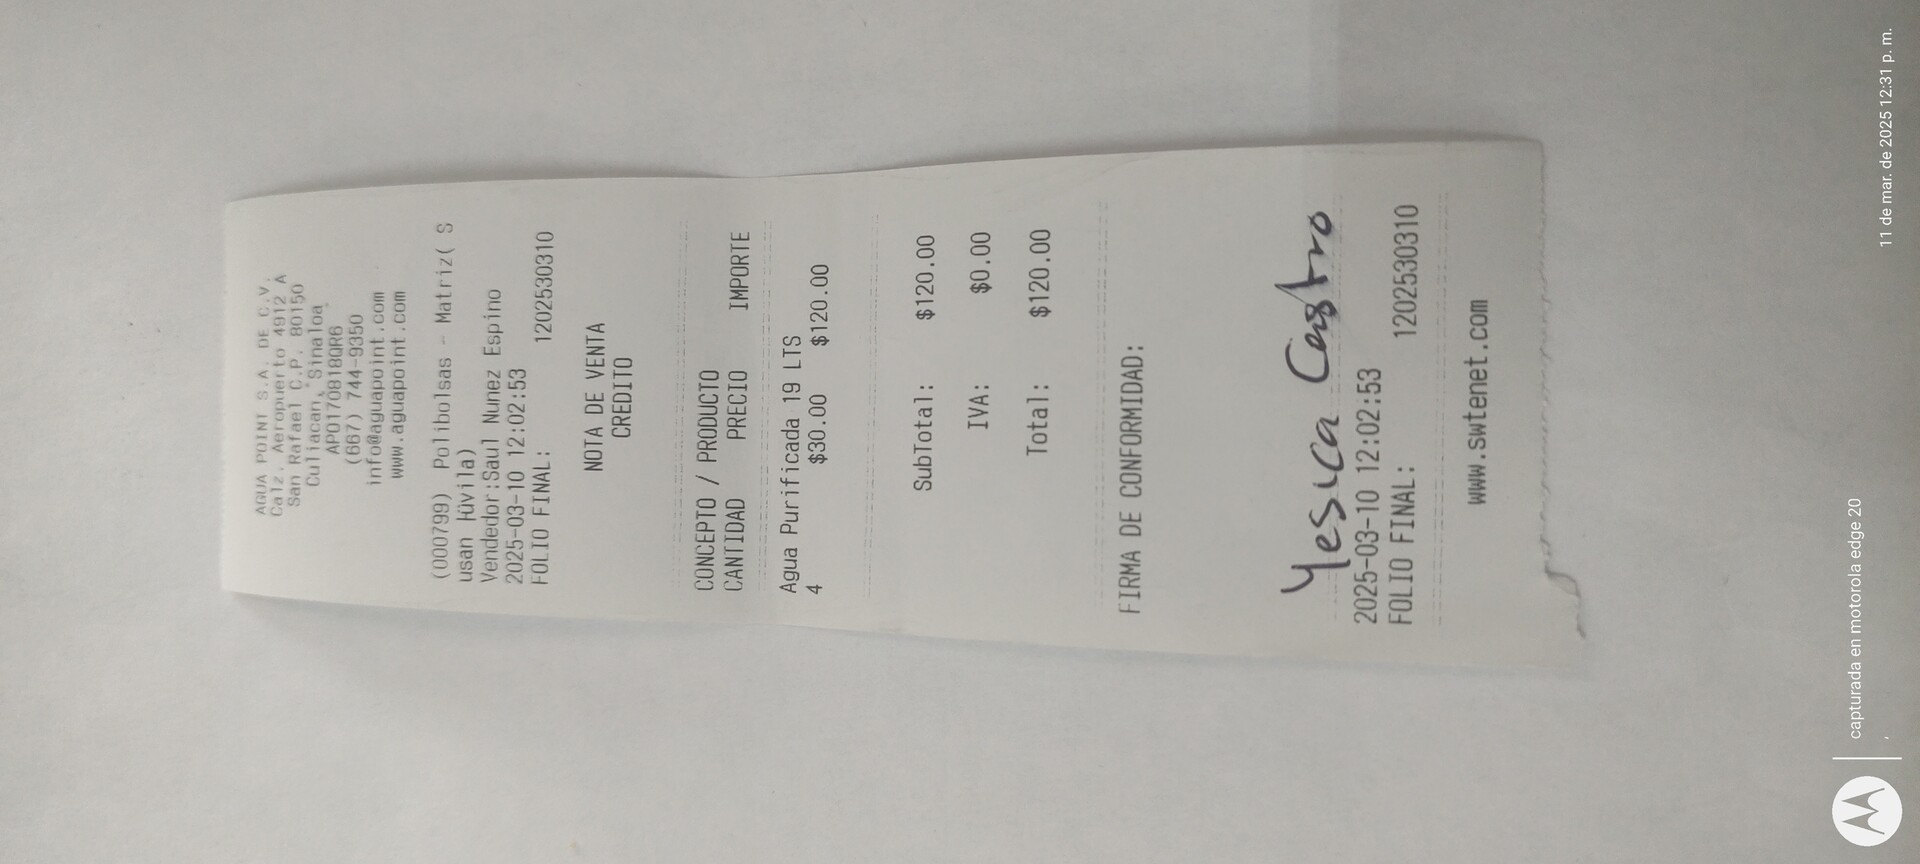 AGUA POINT S.A. DE C.V.
Calz. Aeropuerto 4912 A
San Rafael C.P. 80150
Culiacan, Sinaloa
APO170818QR6
(667) 744-9350
info@aguapoint.com
www.aguapoint.com
(000799) Polibolsas - Matriz( S
usan Hüvila)
Vendedor:Saul Nunez Espino
2025-03-10 12:02:53
FOLIO FINAL: 1202530310
NOTA DE VENTA
CREDITO
CONCEPTO / PRODUCTO
CANTIDAD PRECIO IMPORTE
Agua Purificada 19 LTS
4 $30.00 $120.00
SubTotal: $120.00
IVA: $0.00
Total: $120.00
FIRMA DE CONFORMIDAD:
Yesica Castro
2025-03-10 12:02:53
FOLIO FINAL: 1202530310
www.swtenet.com
capturada en motorola edge 20
, 11 de mar. de 2025 12:31 p. m.